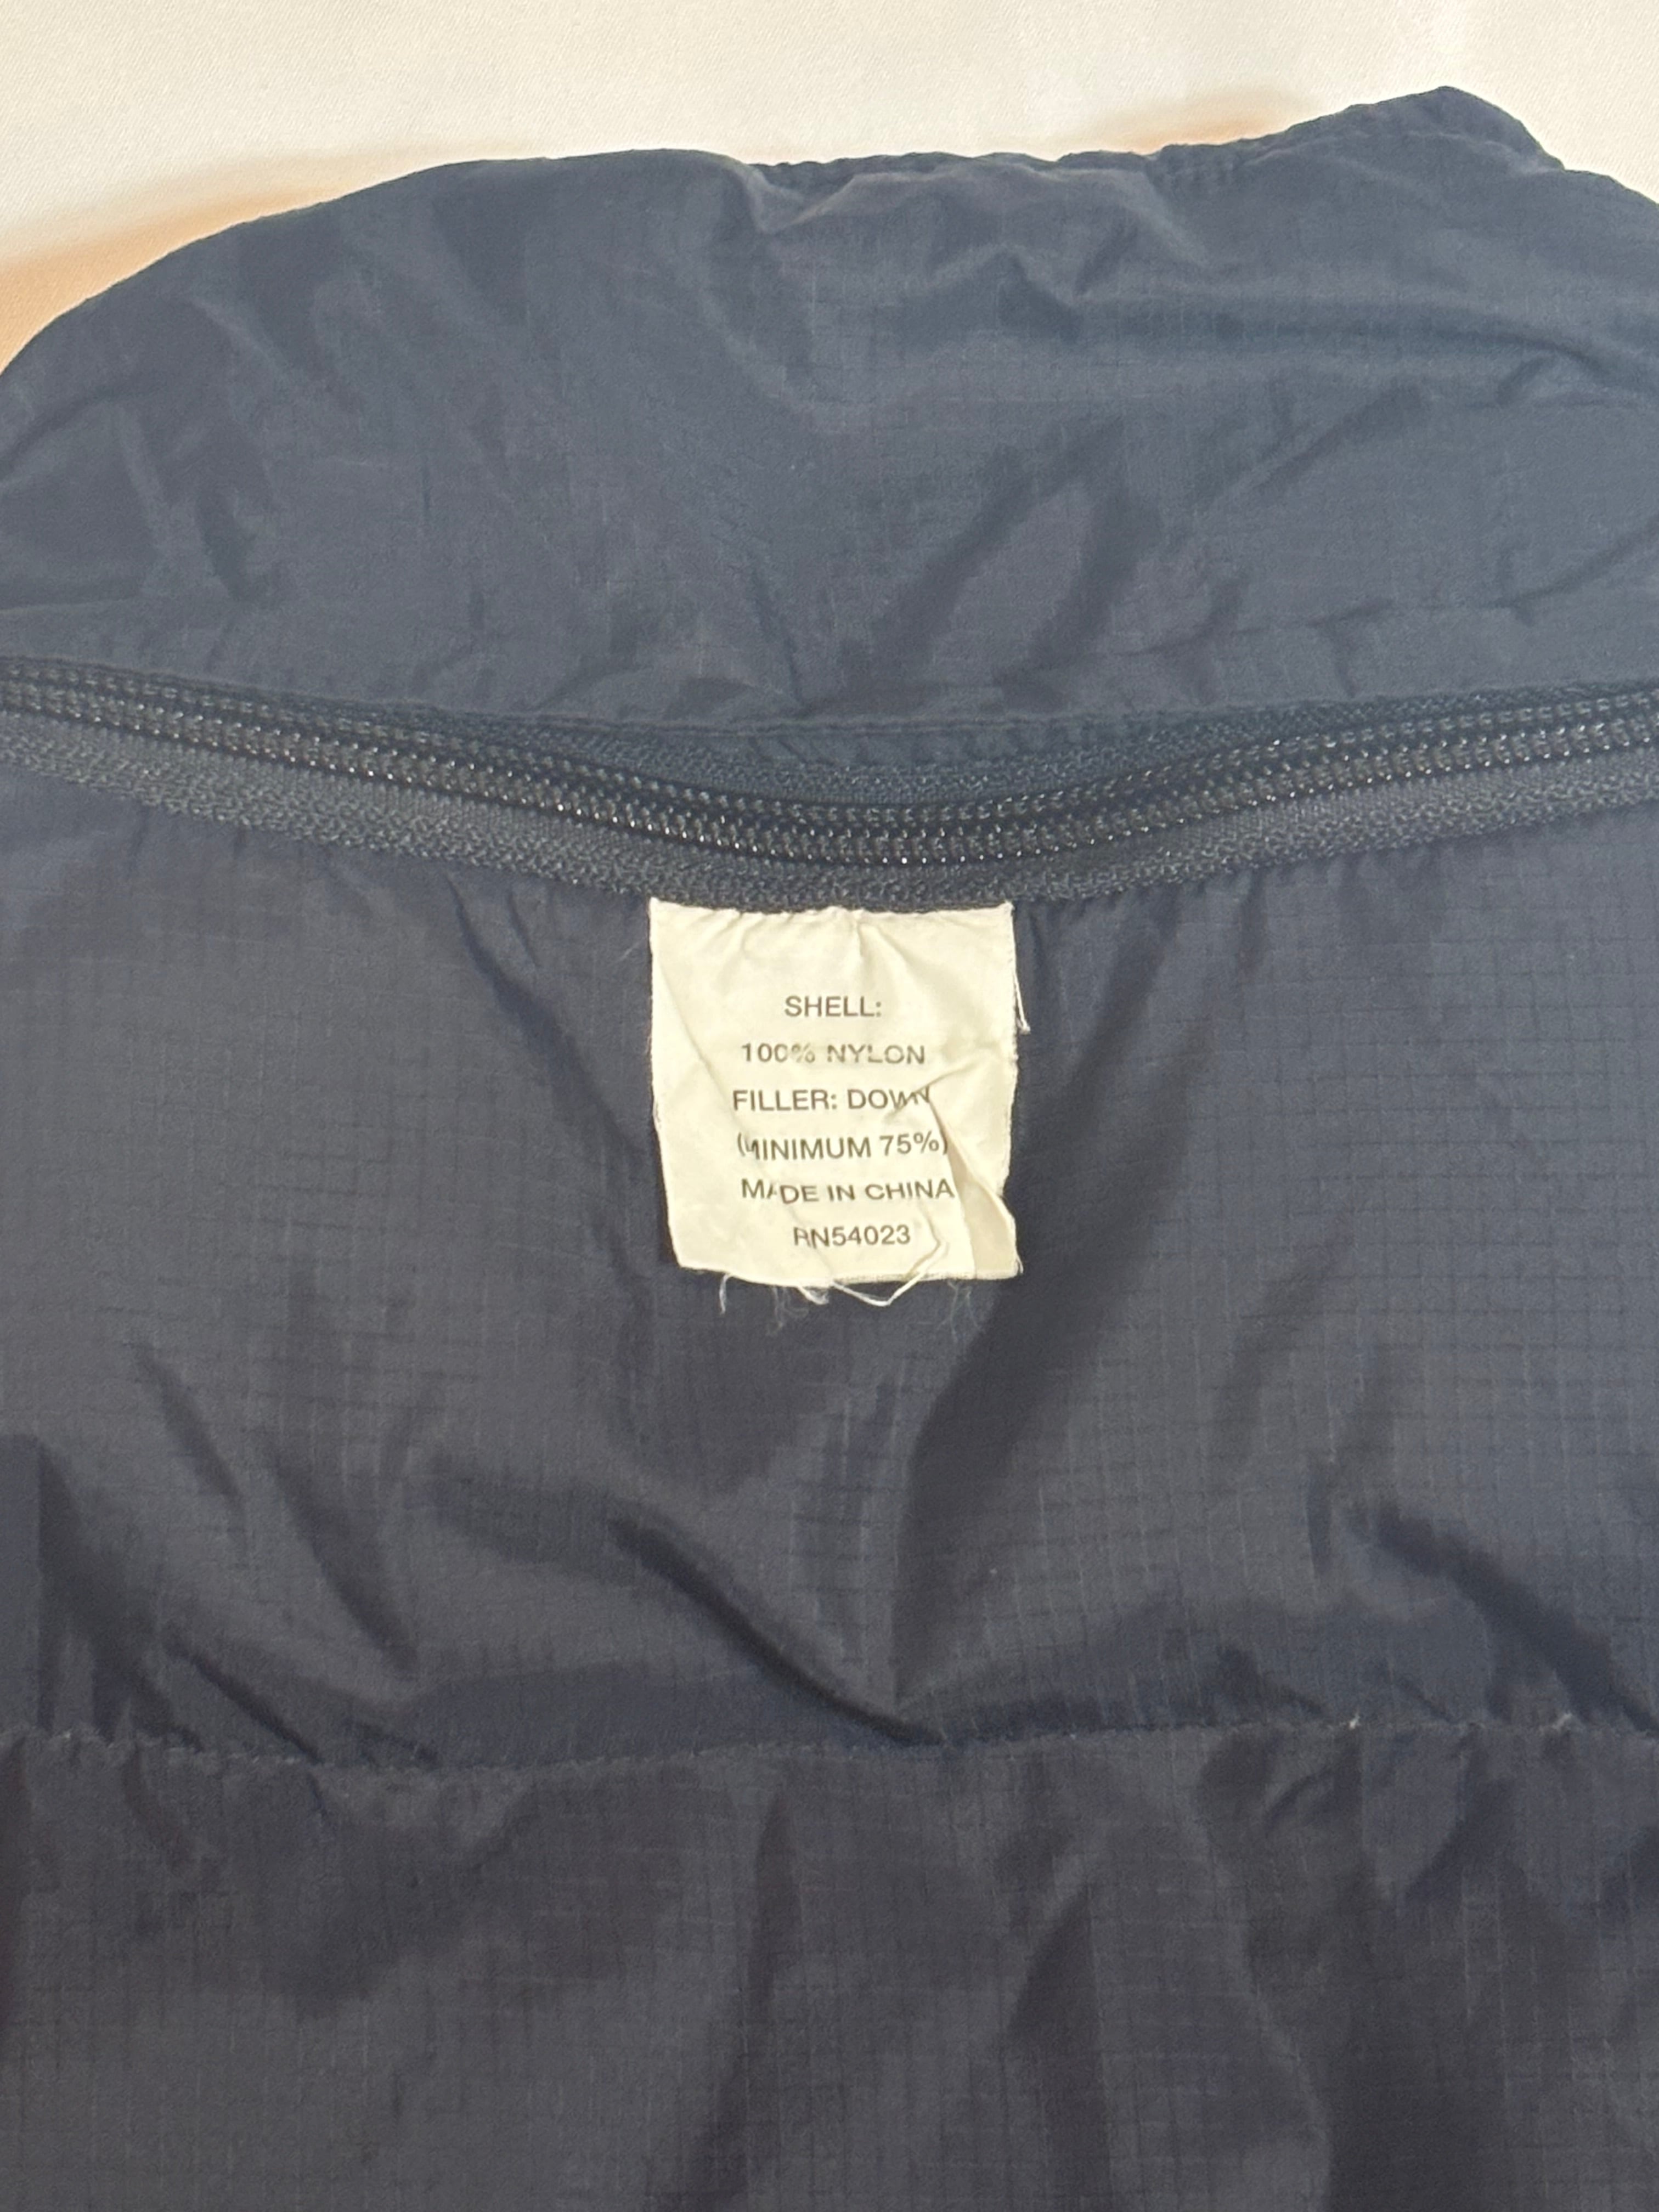 SHELL:
100% NYLON
FILLER: DOWN
(MINIMUM 75%)
MADE IN CHINA
RN54023